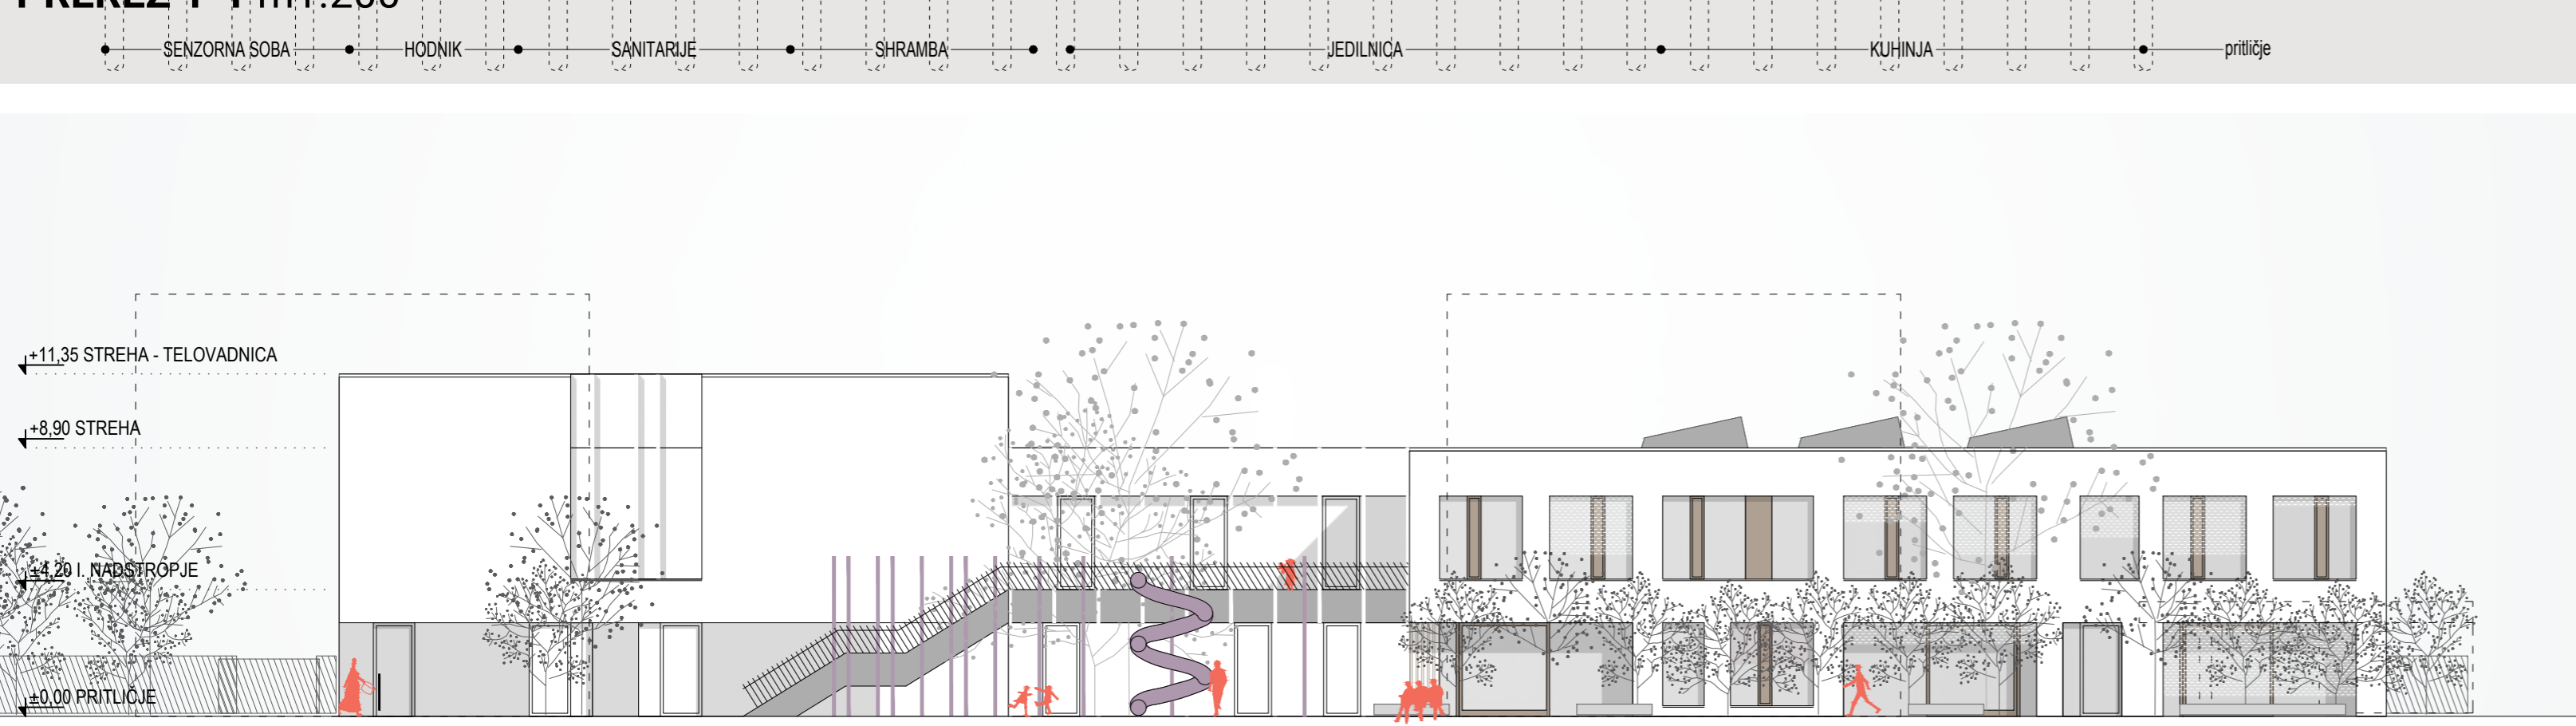 SENZORNA SOBA HODNIK SANITARIJE SHRAMBA JEDILNICA KUHINJA pritličje
+11,35 STREHA - TELOVADNICA
+8,90 STREHA
±4,20 I. NADSTROPJE
±0,00 PRITLIČJE